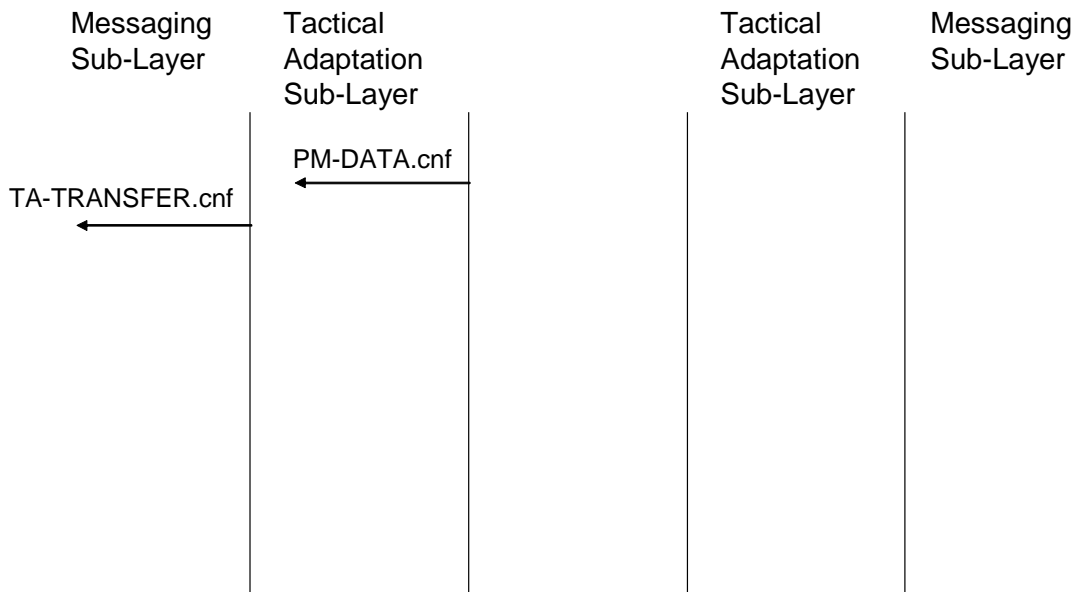 Messaging
Sub-Layer
Tactical
Adaptation
Sub-Layer
Tactical
Adaptation
Sub-Layer
Messaging
Sub-Layer
PM-DATA.cnf
TA-TRANSFER.cnf